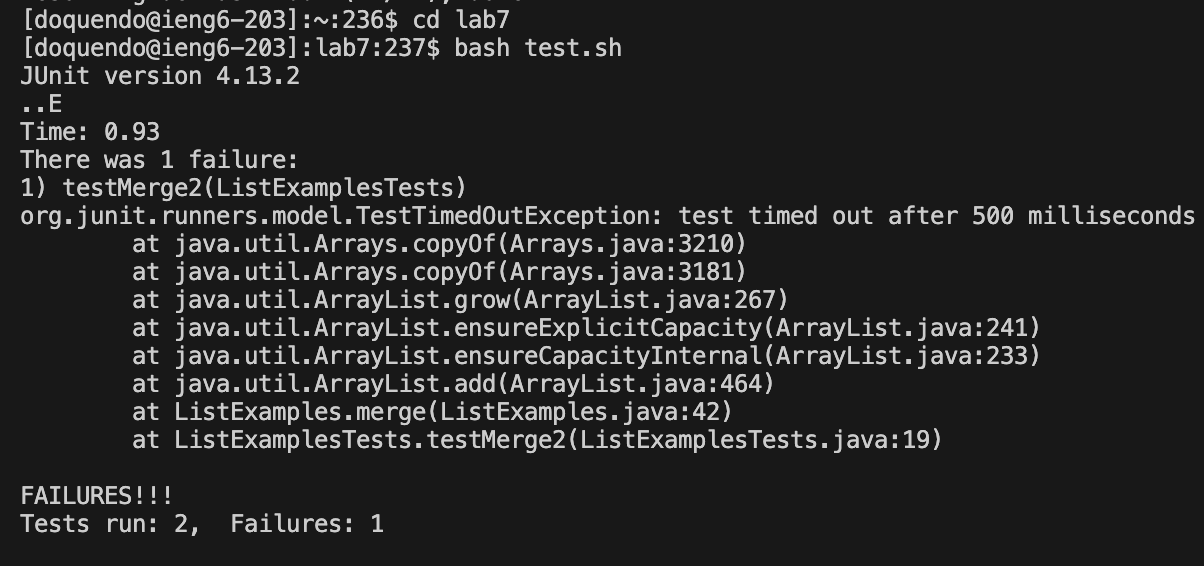 [doquendo@ieng6-203]:~:236$ cd lab7
[doquendo@ieng6-203]:lab7:237$ bash test.sh
JUnit version 4.13.2
..E
Time: 0.93
There was 1 failure:
1) testMerge2(ListExamplesTests)
org.junit.runners.model.TestTimedOutException: test timed out after 500 milliseconds
        at java.util.Arrays.copyOf(Arrays.java:3210)
        at java.util.Arrays.copyOf(Arrays.java:3181)
        at java.util.ArrayList.grow(ArrayList.java:267)
        at java.util.ArrayList.ensureExplicitCapacity(ArrayList.java:241)
        at java.util.ArrayList.ensureCapacityInternal(ArrayList.java:233)
        at java.util.ArrayList.add(ArrayList.java:464)
        at ListExamples.merge(ListExamples.java:42)
        at ListExamplesTests.testMerge2(ListExamplesTests.java:19)

FAILURES!!!
Tests run: 2,  Failures: 1